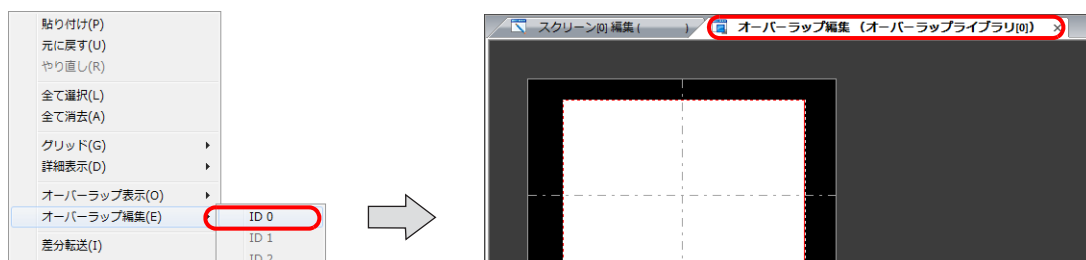 貼り付け(P)
元に戻す(U)
やり直し(R)
全て選択(L)
全て消去(A)
グリッド(G)
詳細表示(D)
オーバーラップ表示(O)
オーバーラップ編集(E)
差分転送(I)
ID 0
ID 1
ID 2
スクリーン[0] 編集 ( )
オーバーラップ編集 (オーバーラップライブラリ[0])